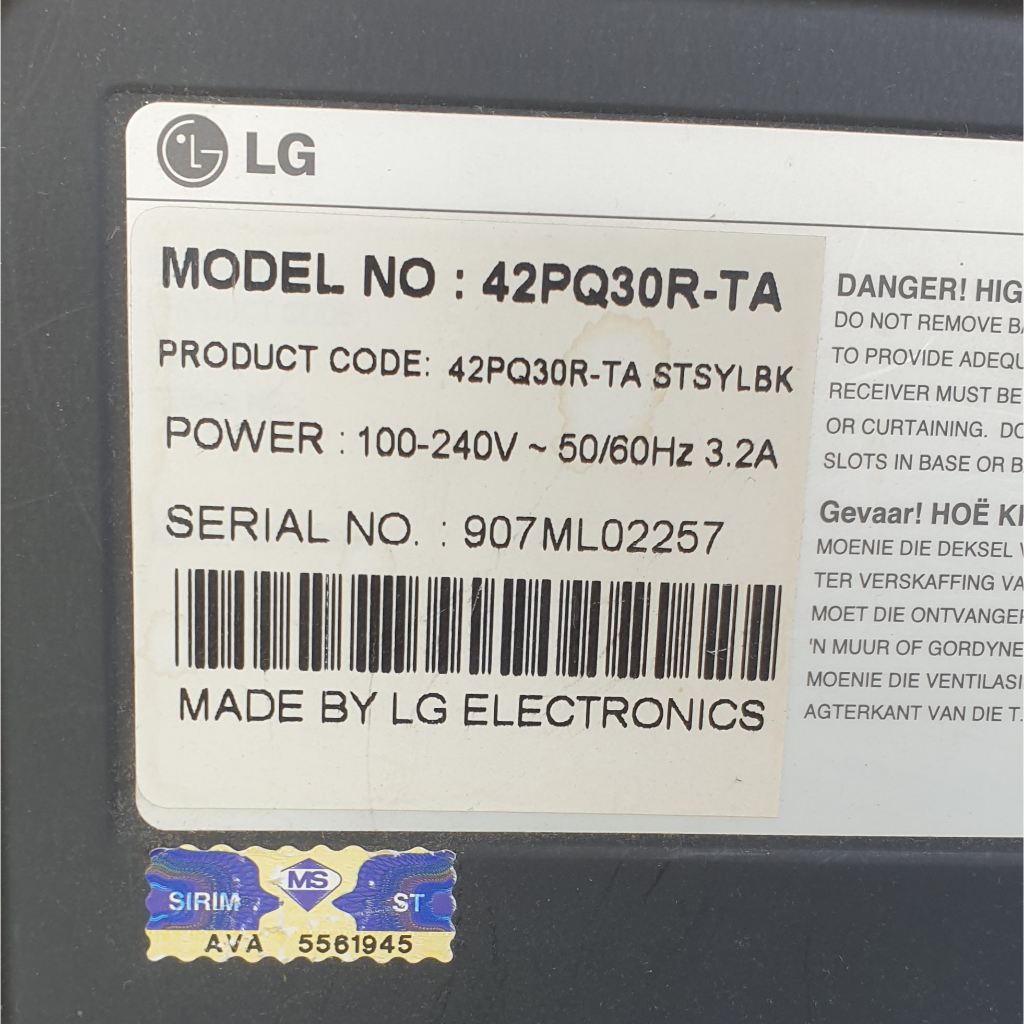 LG
MODEL NO : 42PQ30R-TA
PRODUCT CODE: 42PQ30R-TA STSYLBK
POWER : 100-240V ~ 50/60Hz 3.2A
SERIAL NO. : 907ML02257
MADE BY LG ELECTRONICS
DANGER! HIG
DO NOT REMOVE
TO PROVIDE ADEQU
RECEIVER MUST BE
OR CURTAINING. DO
SLOTS IN BASE OR B
Gevaar! HOË KI
MOENIE DIE DEKSEL
TER VERSKAFFING VA
MOET DIE ONTVANGER
'N MUUR OF GORDYNE
MOENIE DIE VENTILASI
AGTERKANT VAN DIE T.
SIRIM MS ST
AVA 5561945